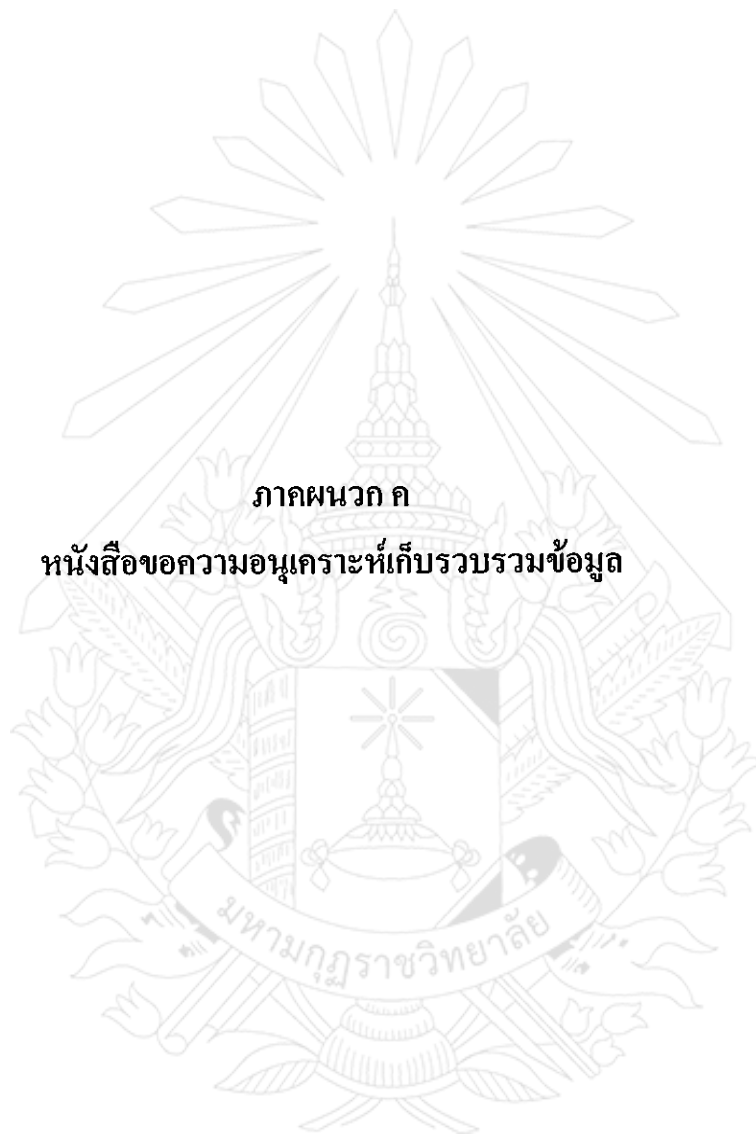 ภาคผนวก ค
หนังสือขอความอนุเคราะห์เก็บรวบรวมข้อมูล
มหามกุฏราชวิทยาลัย